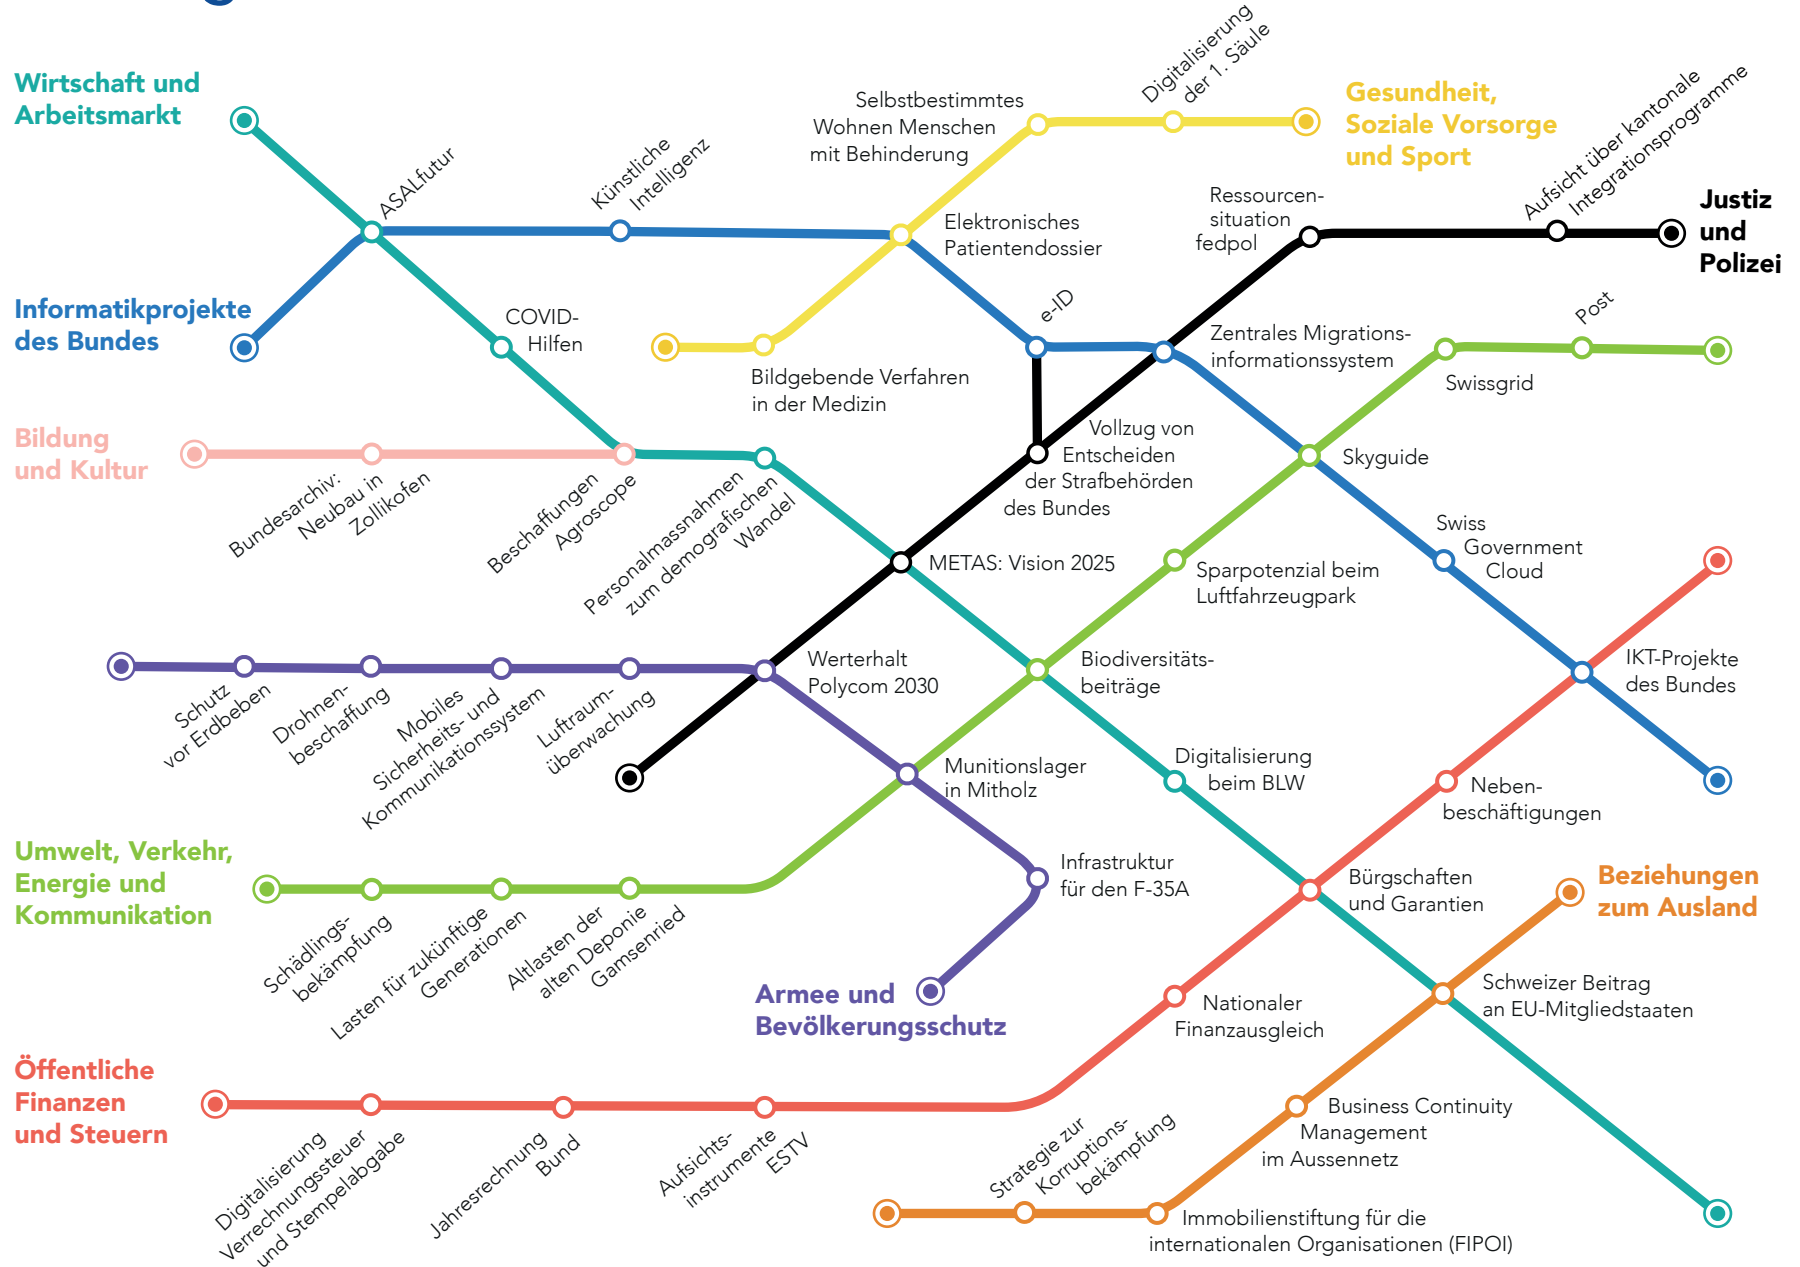 Wirtschaft und
Arbeitsmarkt
ASALfutur
Künstliche
Intelligenz
Selbstbestimmtes
Wohnen Menschen
mit Behinderung
Digitalisierung
der 1. Säule
Gesundheit,
Soziale Vorsorge
und Sport
Aufsicht über kantonale
Integrationsprogramme
Ressourcen-
situation
fedpol
Justiz
und
Polizei
Elektronisches
Patientendossier
Informatikprojekte
des Bundes
COVID-
Hilfen
e-ID
Zentrales Migrations-
informationssystem
Post
Swissgrid
Bildgebende Verfahren
in der Medizin
Bildung
und Kultur
Bundesarchiv:
Neubau in
Zollikofen
Beschaffungen
Agroscope
Personalmassnahmen
zum demografischen
Wandel
Vollzug von
Entscheiden
der Strafbehörden
des Bundes
Skyguide
METAS: Vision 2025
Sparpotenzial beim
Luftfahrzeugpark
Swiss
Government
Cloud
Schutz
vor Erdbeben
Drohnen-
beschaffung
Mobiles
Sicherheits- und
Kommunikationssystem
Luftraum-
überwachung
Werterhalt
Polycom 2030
Biodiversitäts-
beiträge
IKT-Projekte
des Bundes
Munitionslager
in Mitholz
Digitalisierung
beim BLW
Neben-
beschäftigungen
Umwelt, Verkehr,
Energie und
Kommunikation
Schädlings-
bekämpfung
Lasten für zukünftige
Generationen
Altlasten der
alten Deponie
Gamsenried
Infrastruktur
für den F-35A
Bürgschaften
und Garantien
Beziehungen
zum Ausland
Armee und
Bevölkerungsschutz
Nationaler
Finanzausgleich
Schweizer Beitrag
an EU-Mitgliedstaaten
Öffentliche
Finanzen
und Steuern
Digitalisierung
Verrechnungssteuer
und Stempelabgabe
Jahresrechnung
Bund
Aufsichts-
instrumente
ESTV
Strategie zur
Korruptions-
bekämpfung
Business Continuity
Management
im Aussennetz
Immobilienstiftung für die
internationalen Organisationen (FIPOI)